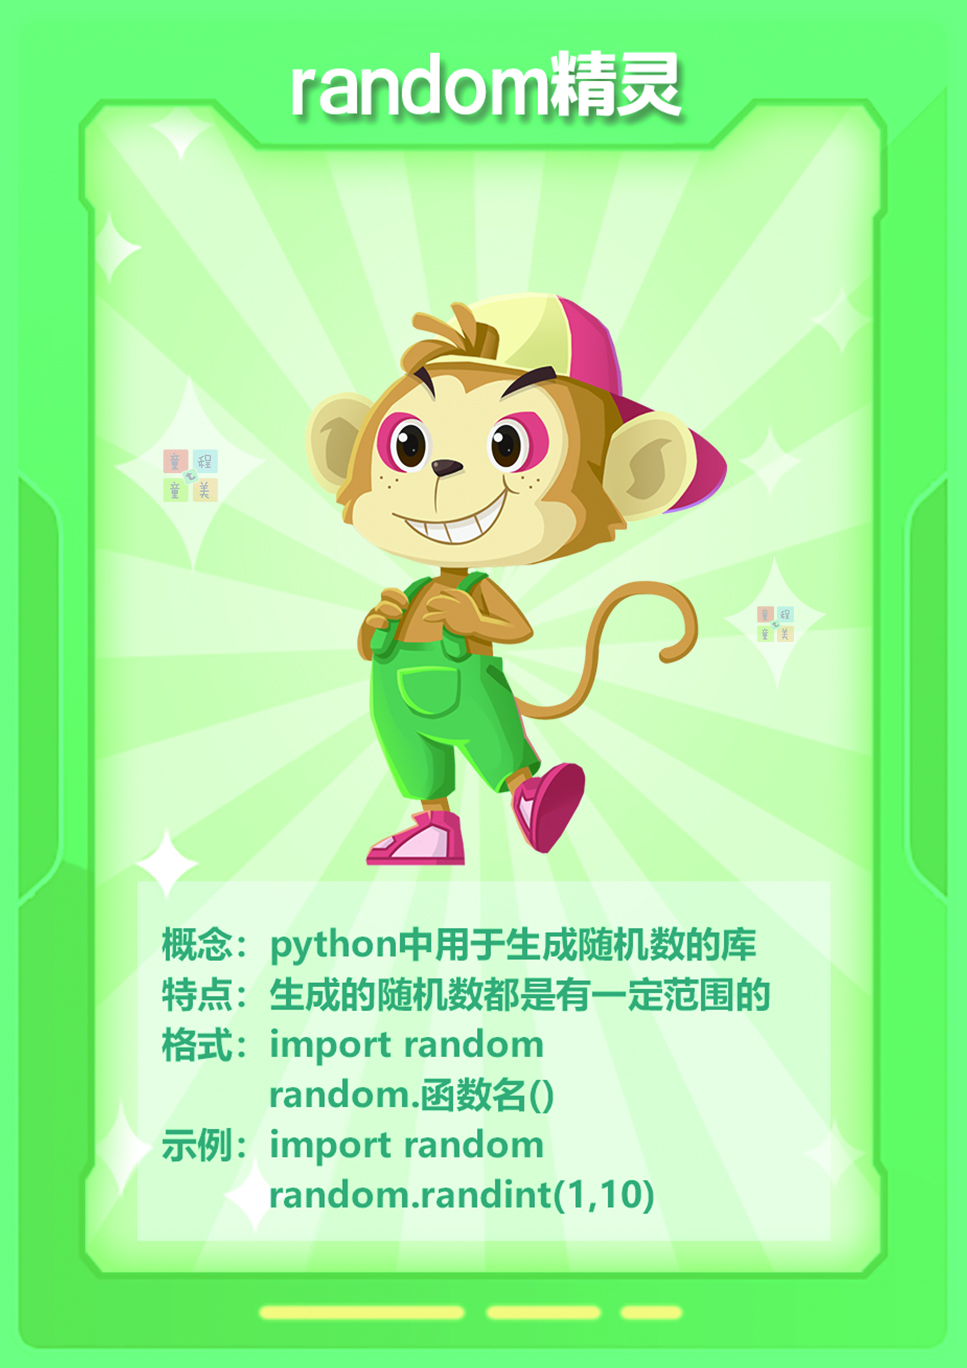 random精灵
童程
童美
童程
童美
概念：python中用于生成随机数的库
特点：生成的随机数都是有一定范围的
格式：import random
random.函数名()
示例：import random
random.randint(1,10)